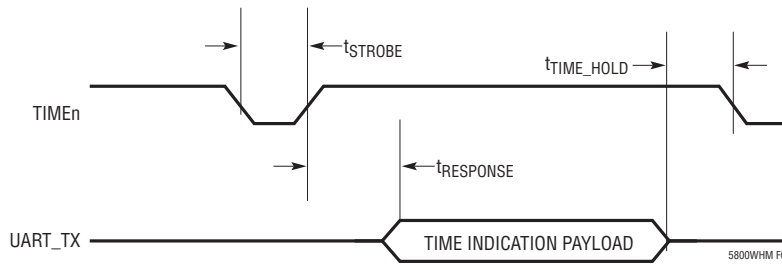 tSTROBE
tTIME_HOLD
TIMEn
tRESPONSE
UART_TX
TIME INDICATION PAYLOAD
5800WHM